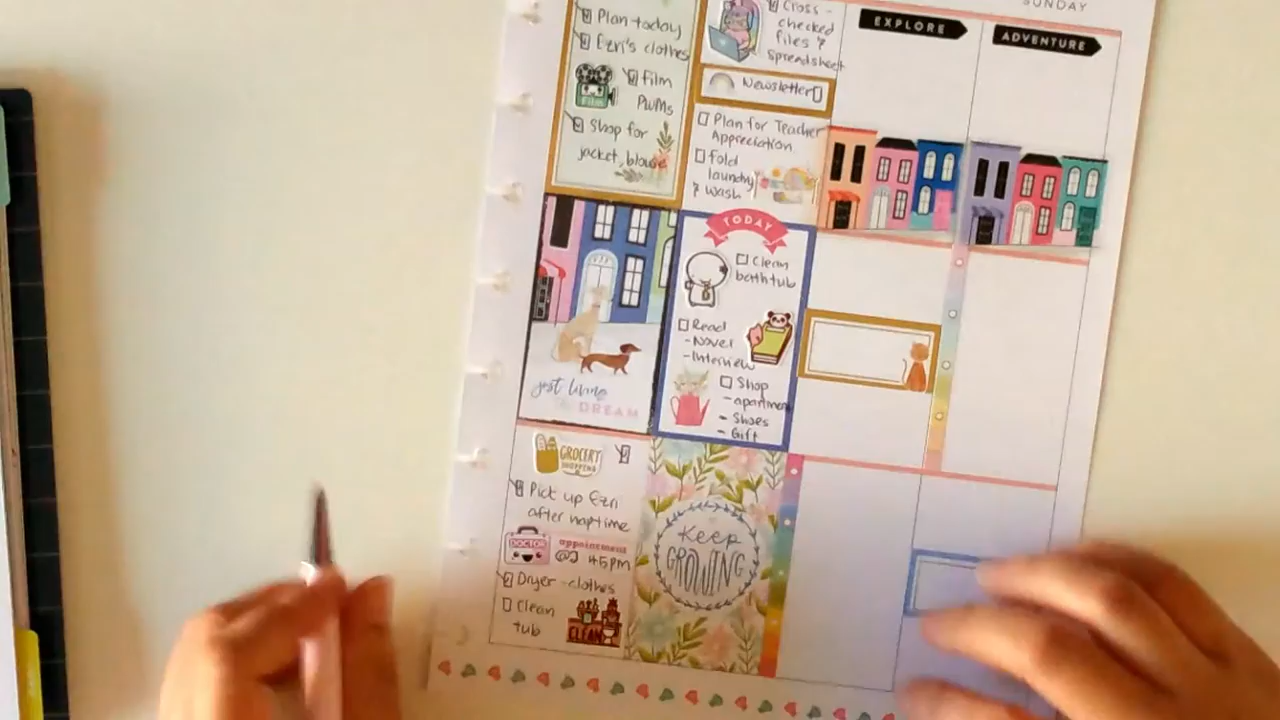 SUNDAY
Plan today
Ezri's clothes
Film
PWMs
Film
Shop for
jacket, blouse
Cross-
checked
files &
spreadsheet
Newsletter
Plan for Teacher
Appreciation
Fold
laundry
& wash
EXPLORE
ADVENTURE
just living
the DREAM
TODAY
Clean
bathtub
Read
- Novel
- Interview
Shop
- apartment
- Shoes
- Gift
GROCERY
SHOPPING
Pick up Ezri
after naptime
DOCTOR
appointment
@
45pm
Dryer - clothes
Clean
tub
CLEAN
Keep
GROWING